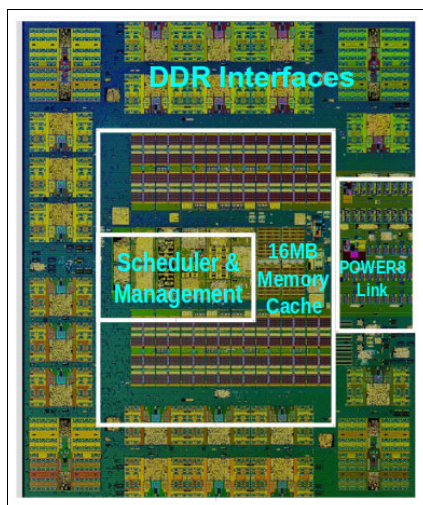 DDR Interfaces
Scheduler &
Management
16MB
Memory
Cache
POWER8
Link